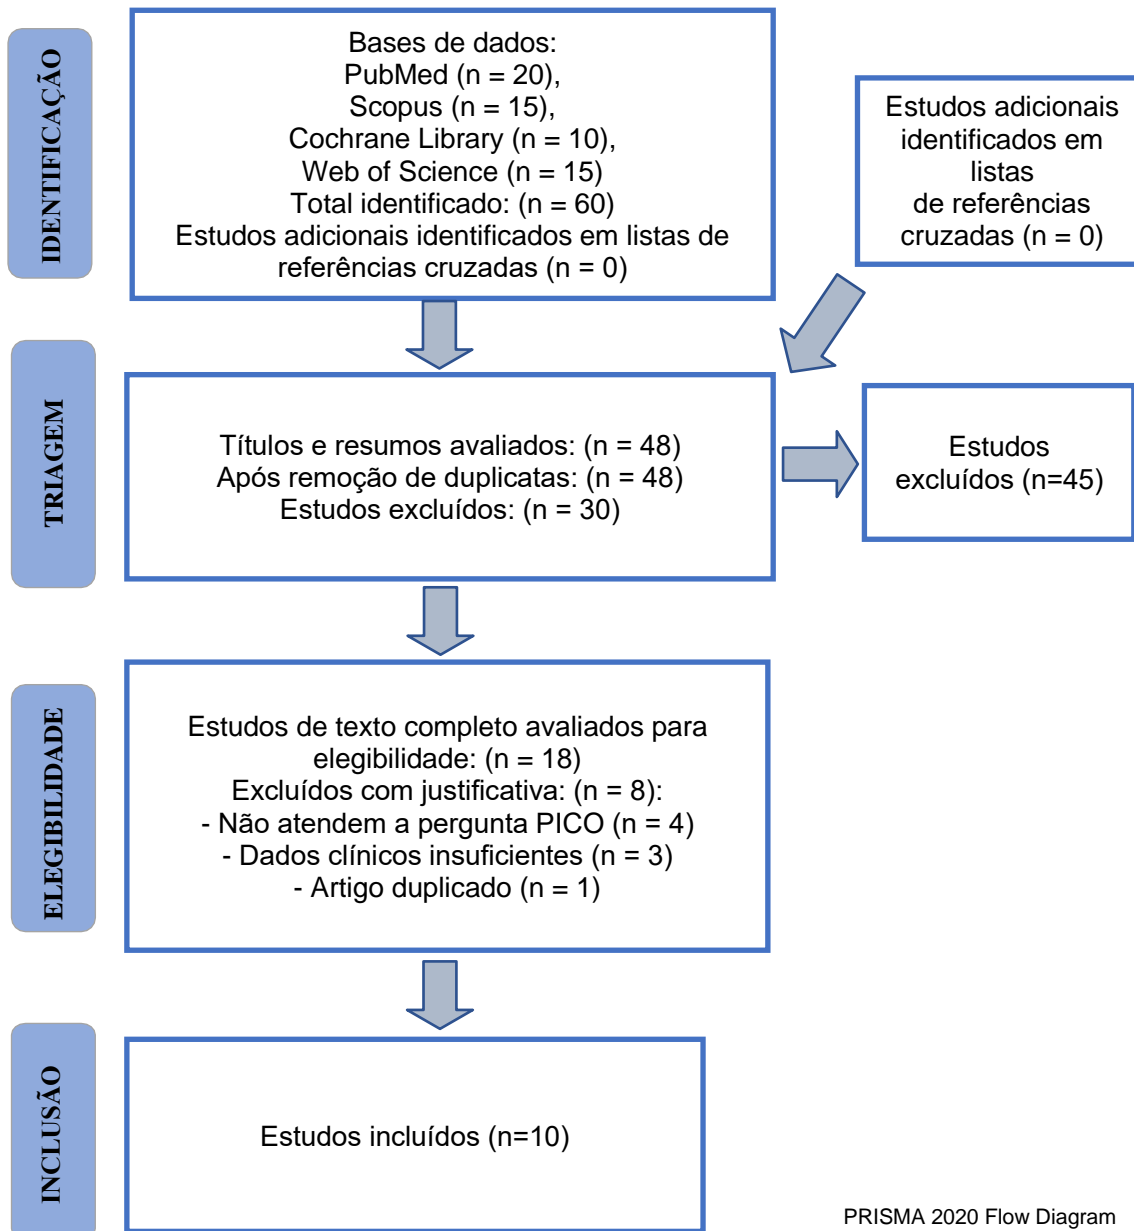 IDENTIFICAÇÃO
Bases de dados:
PubMed (n = 20),
Scopus (n = 15),
Cochrane Library (n = 10),
Web of Science (n = 15)
Total identificado: (n = 60)
Estudos adicionais identificados em listas de
referências cruzadas (n = 0)
Estudos adicionais
identificados em
listas
de referências
cruzadas (n = 0)
TRIAGEM
Títulos e resumos avaliados: (n = 48)
Após remoção de duplicatas: (n = 48)
Estudos excluídos: (n = 30)
Estudos
excluídos (n=45)
ELEGIBILIDADE
Estudos de texto completo avaliados para
elegibilidade: (n = 18)
Excluídos com justificativa: (n = 8):
- Não atendem a pergunta PICO (n = 4)
- Dados clínicos insuficientes (n = 3)
- Artigo duplicado (n = 1)
INCLUSÃO
Estudos incluídos (n=10)
PRISMA 2020 Flow Diagram